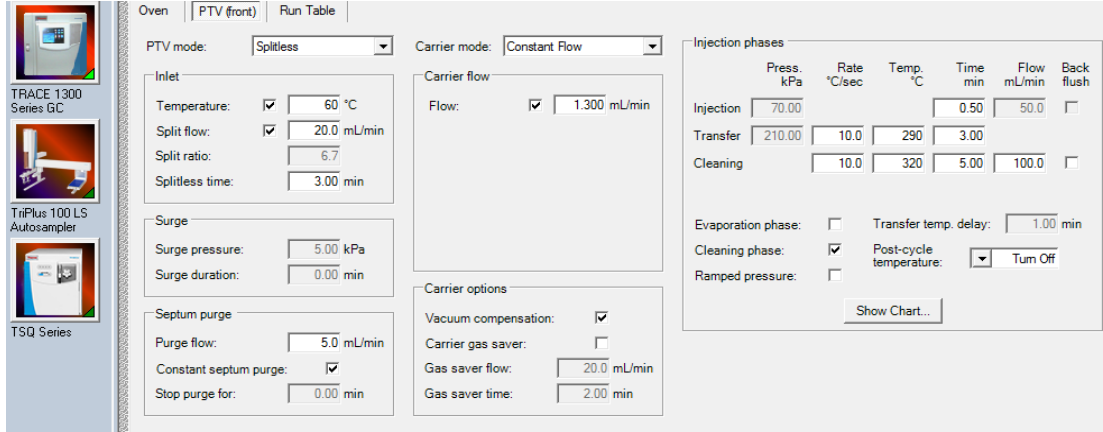 Oven PTV (front) Run Table
TRACE 1300
Series GC
TriPlus 100 LS
Autosampler
TSQ Series
PTV mode: Splitless
Inlet
Temperature: 60 °C
Split flow: 20.0 mL/min
Split ratio: 6.7
Splitless time: 3.00 min
Surge
Surge pressure: 5.00 kPa
Surge duration: 0.00 min
Septum purge
Purge flow: 5.0 mL/min
Constant septum purge:
Stop purge for: 0.00 min
Carrier mode: Constant Flow
Carrier flow
Flow: 1.300 mL/min
Carrier options
Vacuum compensation:
Carrier gas saver:
Gas saver flow: 20.0 mL/min
Gas saver time: 2.00 min
Injection phases
Press. Rate Temp. Time Flow Back
kPa °C/sec °C min mL/min flush
Injection 70.00 0.50 50.0
Transfer 210.00 10.0 290 3.00
Cleaning 10.0 320 5.00 100.0
Evaporation phase: Transfer temp. delay: 1.00 min
Cleaning phase: Post-cycle
temperature: Turn Off
Ramped pressure:
Show Chart...